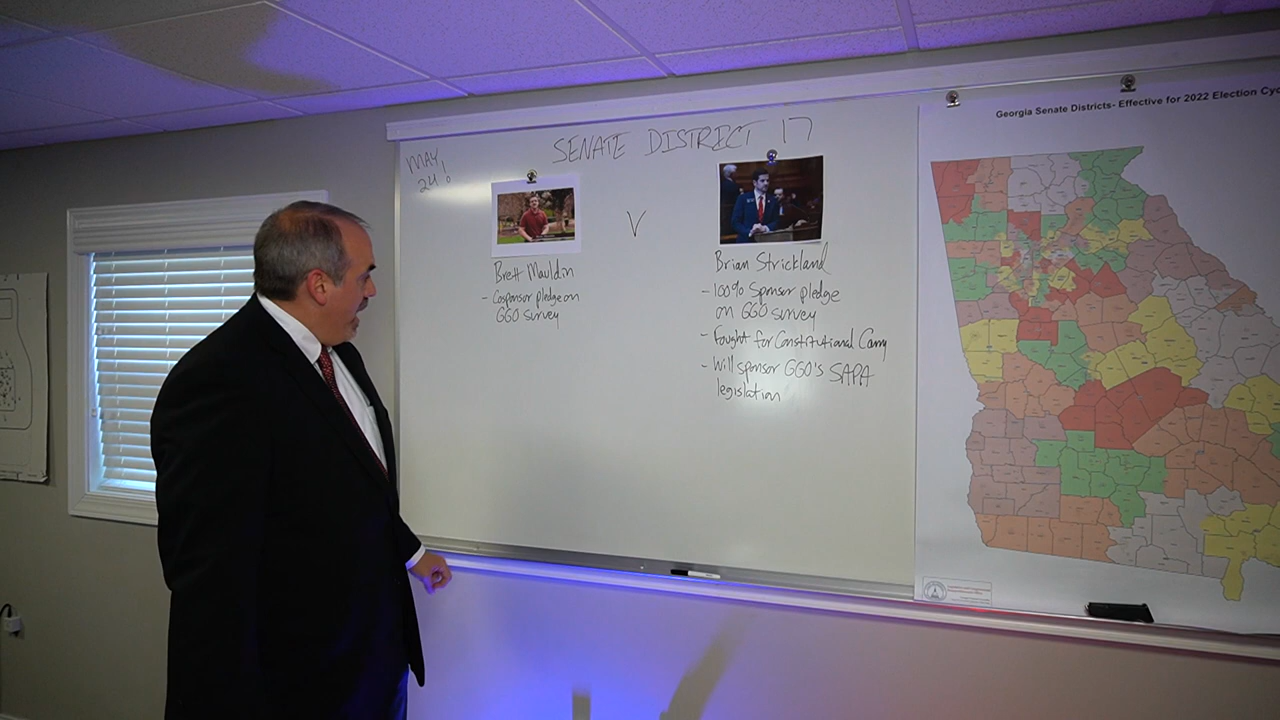 Georgia Senate Districts- Effective for 2022 Election Cyc
SENATE DISTRICT 17
MAY
24!
V
Brett Mauldin
- Cosponsor pledge on
GGO survey
Brian Strickland
- 100% Sponsor pledge
on GGO survey
- Fought for Constitutional Carry
- Will sponsor GGO's SAPA
legislation